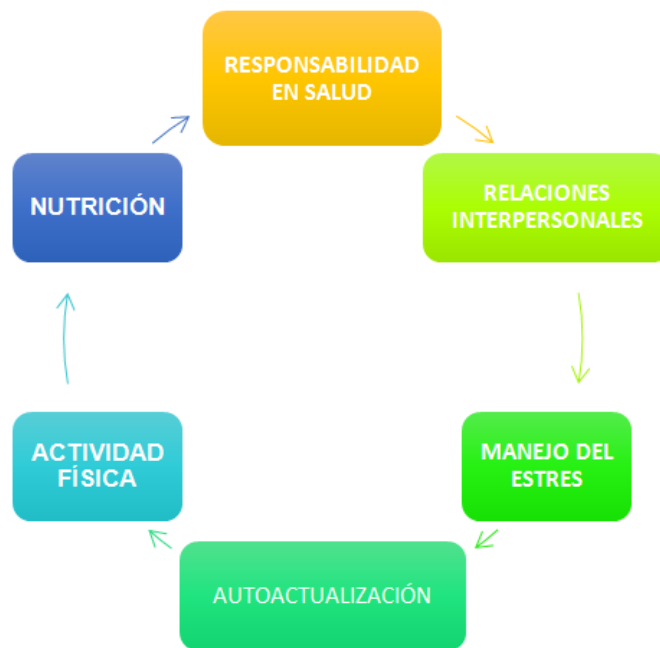 RESPONSABILIDAD
EN SALUD
RELACIONES
INTERPERSONALES
MANEJO DEL
ESTRES
AUTOACTUALIZACIÓN
ACTIVIDAD
FÍSICA
NUTRICIÓN